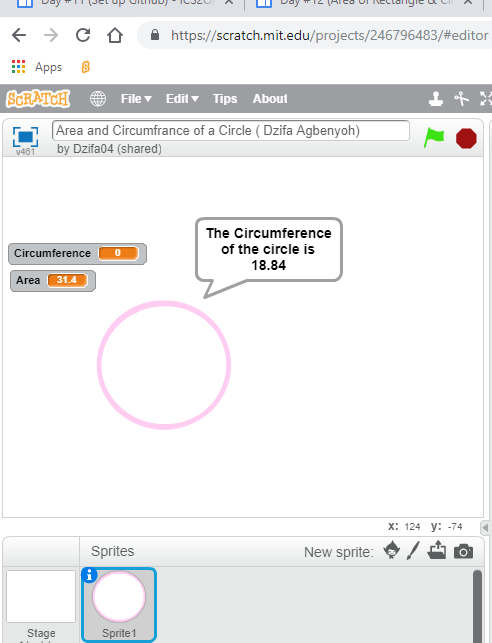 Day #11 (Set up Github) - ICS2O
Day #12 (Area of Rectangle & Ci
https://scratch.mit.edu/projects/246796483/#editor
Apps
SCRATCH
File
Edit
Tips
About
Area and Circumfrance of a Circle ( Dzifa Agbenyoh)
v461
by Dzifa04 (shared)
The Circumference
of the circle is
18.84
Circumference 0
Area 31.4
x: 124 y: -74
Sprites
New sprite:
Stage
Sprite1